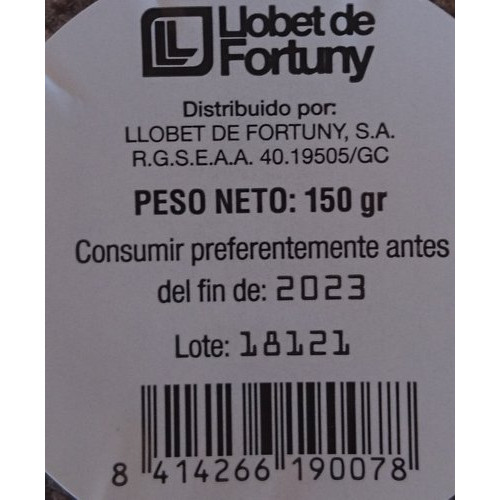 Llobet de
Fortuny
Distribuido por:
LLOBET DE FORTUNY, S.A.
R.G.S.E.A.A. 40.19505/GC
PESO NETO: 150 gr
Consumir preferentemente antes
del fin de: 2023
Lote: 18121
8 414266 190078